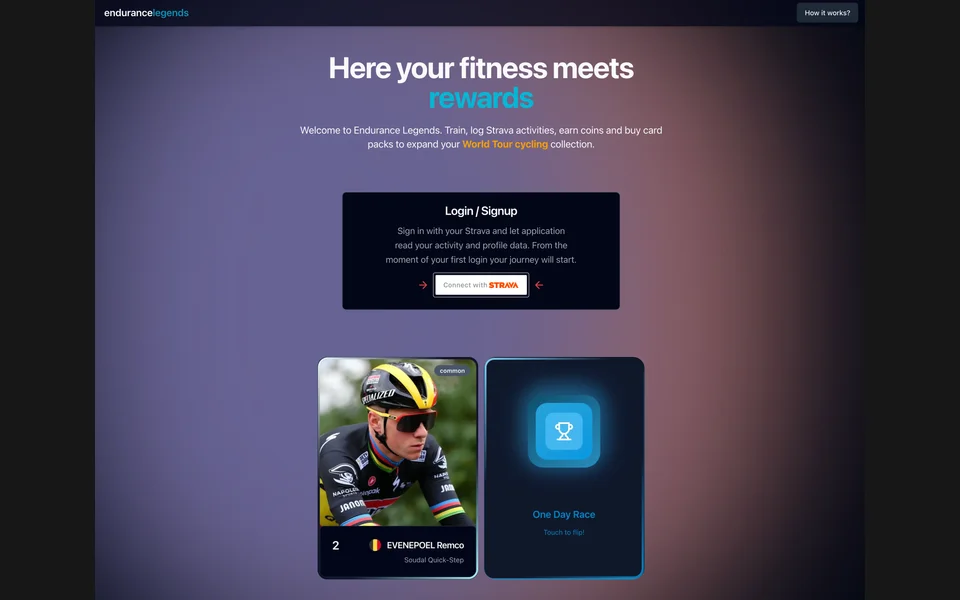 endurancelegends
How it works?
Here your fitness meets
rewards
Welcome to Endurance Legends. Train, log Strava activities, earn coins and buy card
packs to expand your World Tour cycling collection.
Login / Signup
Sign in with your Strava and let application
read your activity and profile data. From the
moment of your first login your journey will start.
Connect with STRAVA
common
SPECIALIZED
JANOM
2
EVENEPOEL Remco
Soudal Quick-Step
One Day Race
Touch to flip!